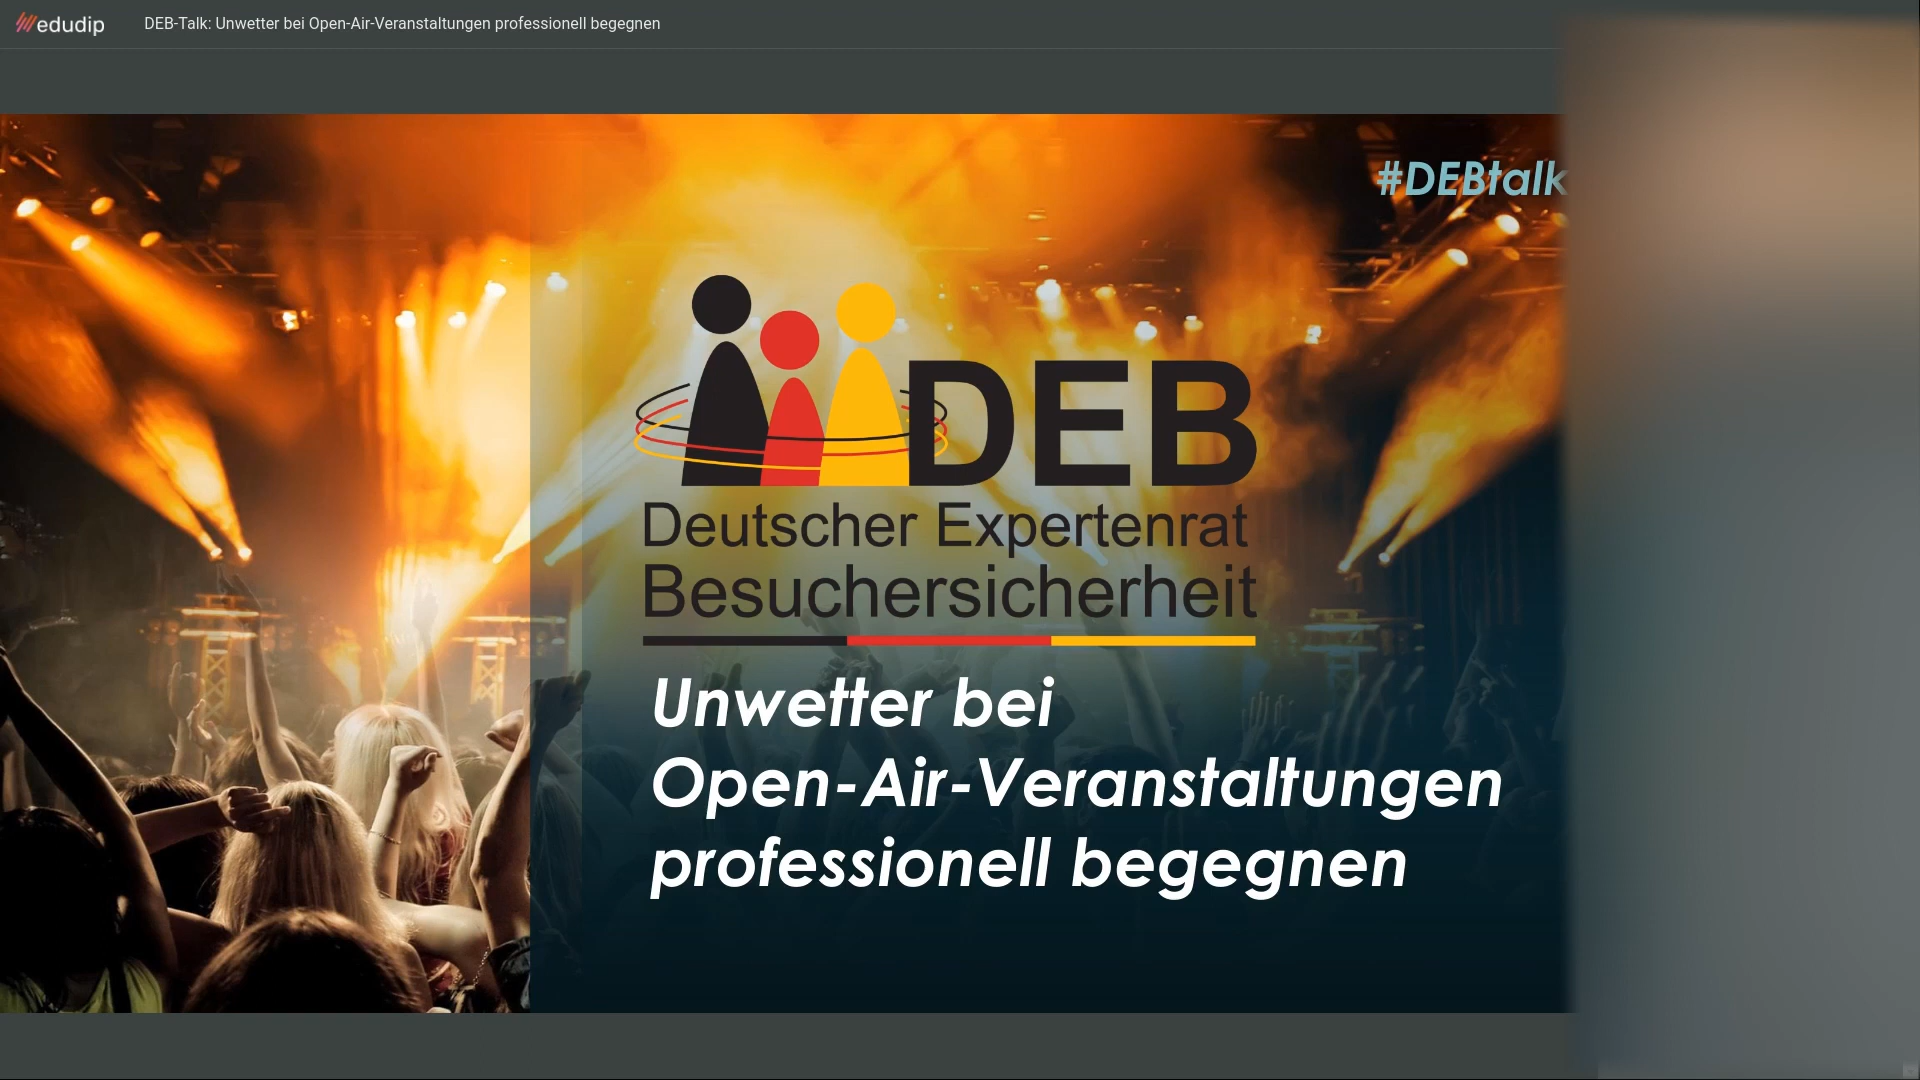 edudip
DEB-Talk: Unwetter bei Open-Air-Veranstaltungen professionell begegnen
#DEBtalk
DEB
Deutscher Expertenrat
Besuchersicherheit
Unwetter bei
Open-Air-Veranstaltungen
professionell begegnen